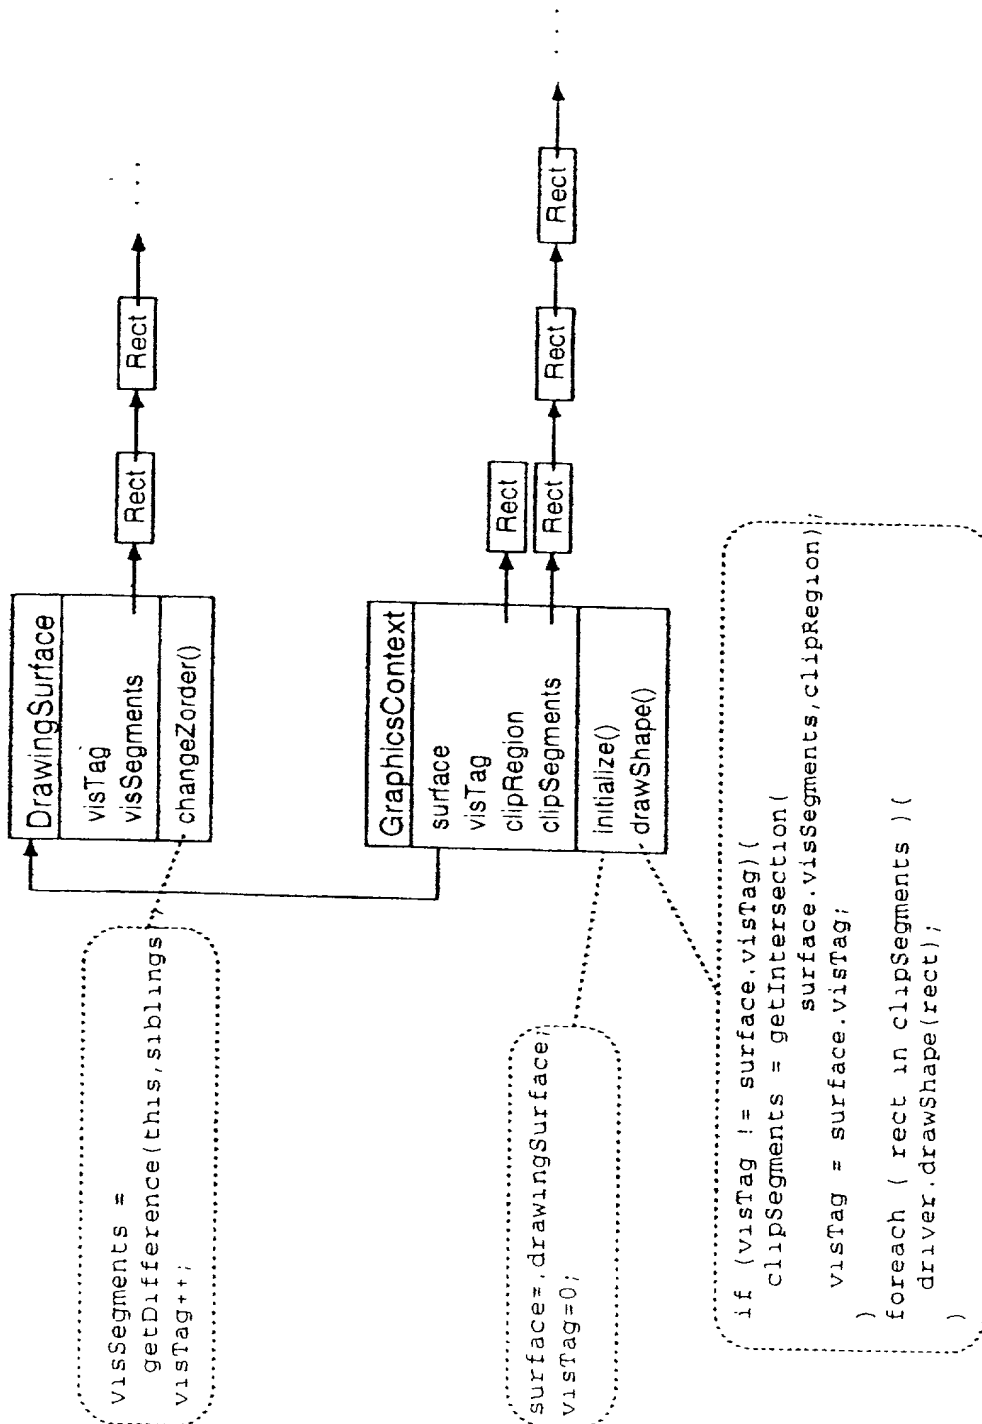 DrawingSurface
visTag
visSegments
changeZorder()
Rect
Rect
...
visSegments =
getDifference(this,siblings);
visTag++;
GraphicsContext
surface
visTag
clipRegion
clipSegments
initialize()
drawShape()
Rect
Rect
Rect
Rect
...
surface=.drawingSurface;
visTag=0;
if (visTag != surface.visTag)(
clipSegments = getIntersection(
surface.visSegments,clipRegion);
visTag = surface.visTag;
)
foreach ( rect in clipSegments )(
driver.drawShape(rect);
)